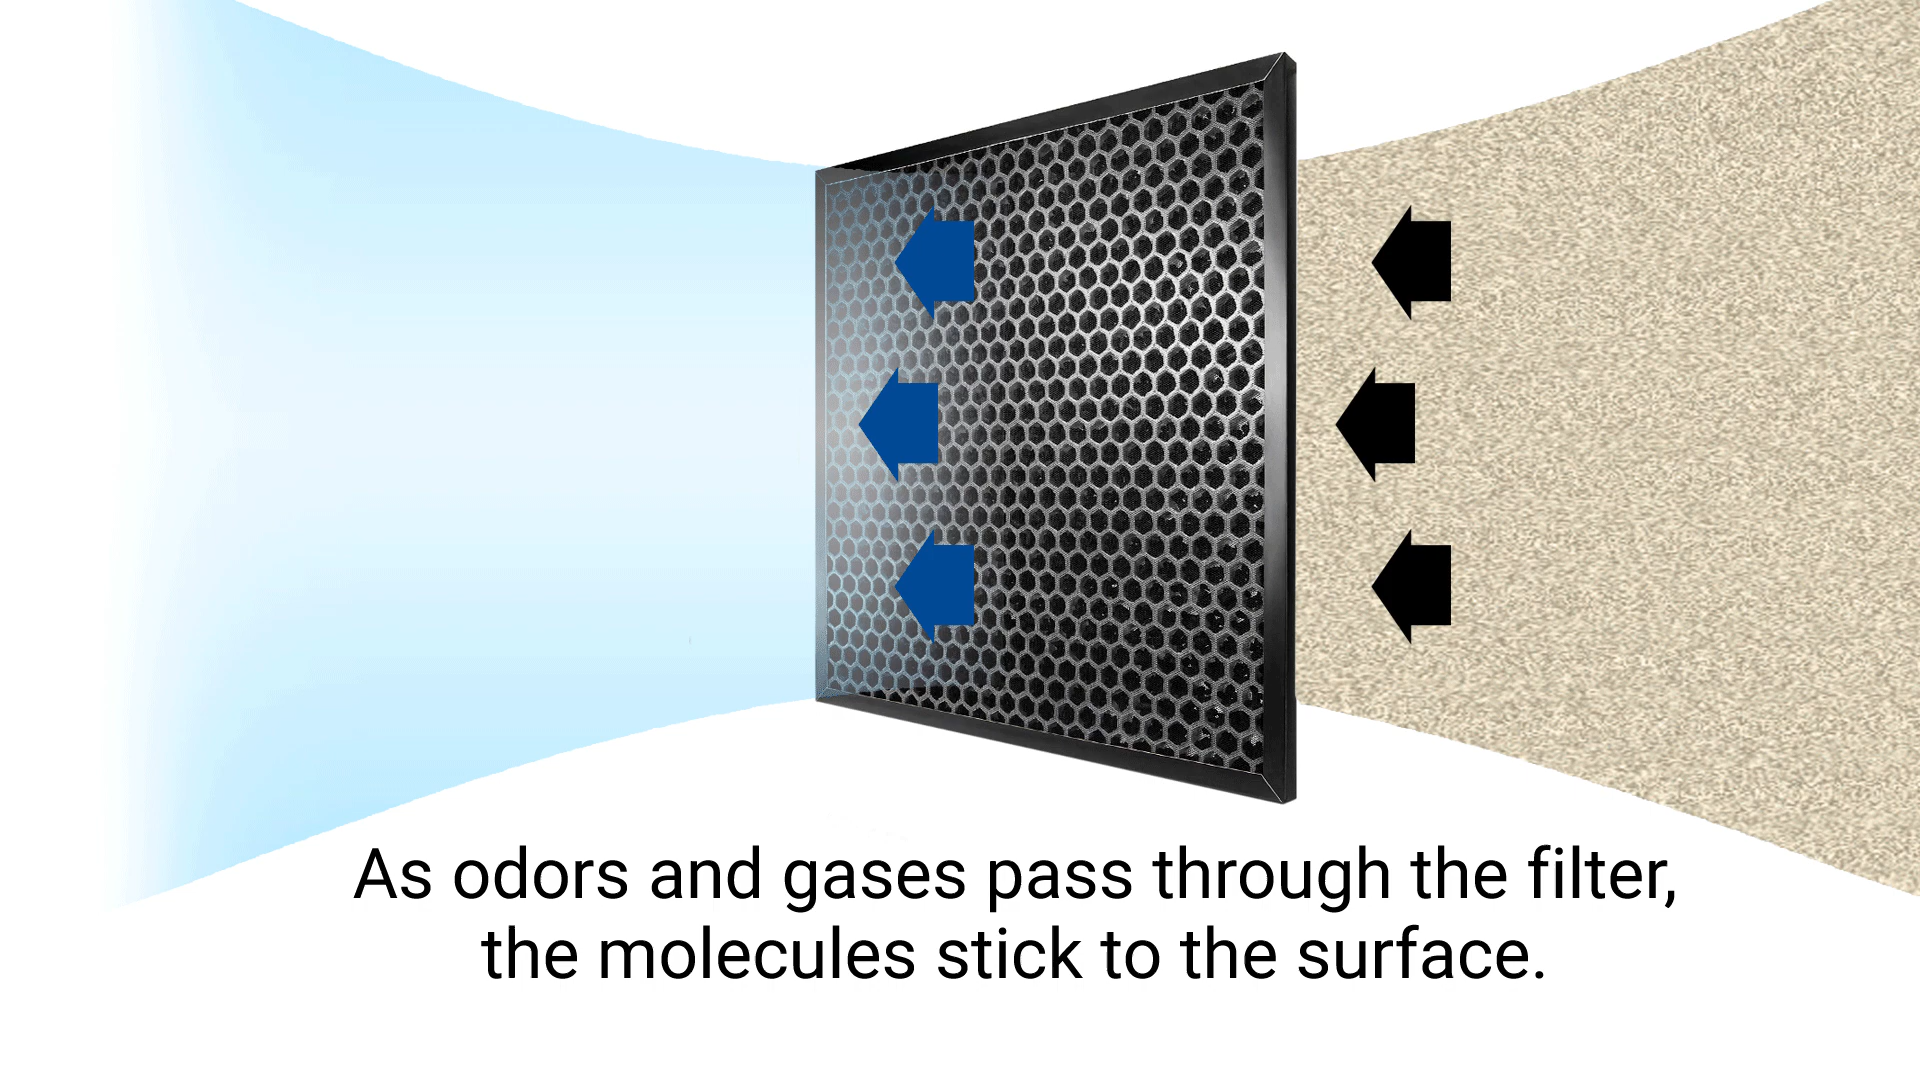 As odors and gases pass through the filter,
the molecules stick to the surface.